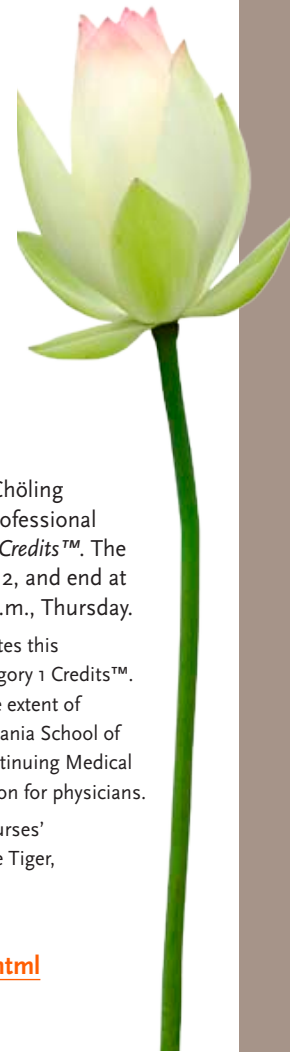 Chöling
ofessional
Credits™. The
2, and end at
.m., Thursday.
tes this
gory 1 Credits™.
e extent of
ania School of
tinuing Medical
on for physicians.
urses’
e Tiger,
html